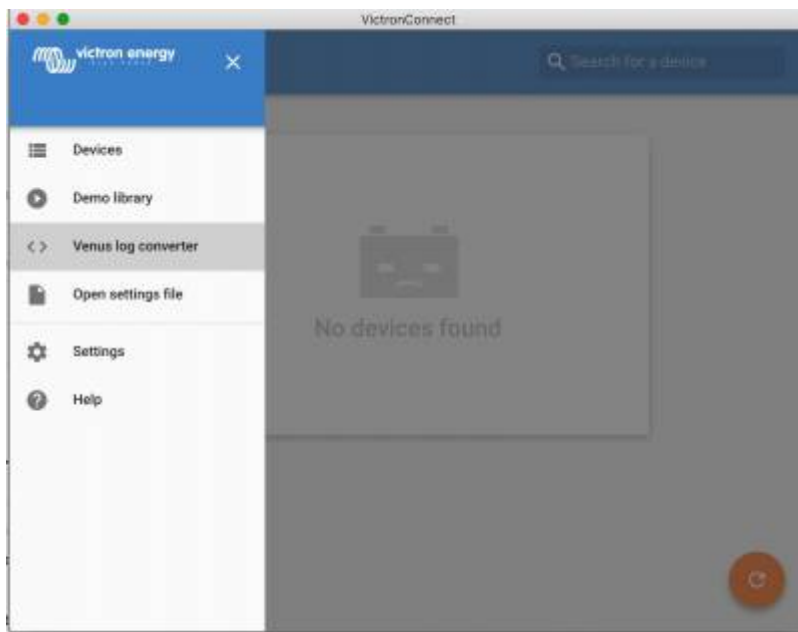 VictronConnect
victron energy
Search for a device
Devices
Demo library
Venus log converter
Open settings file
No devices found
Settings
Help